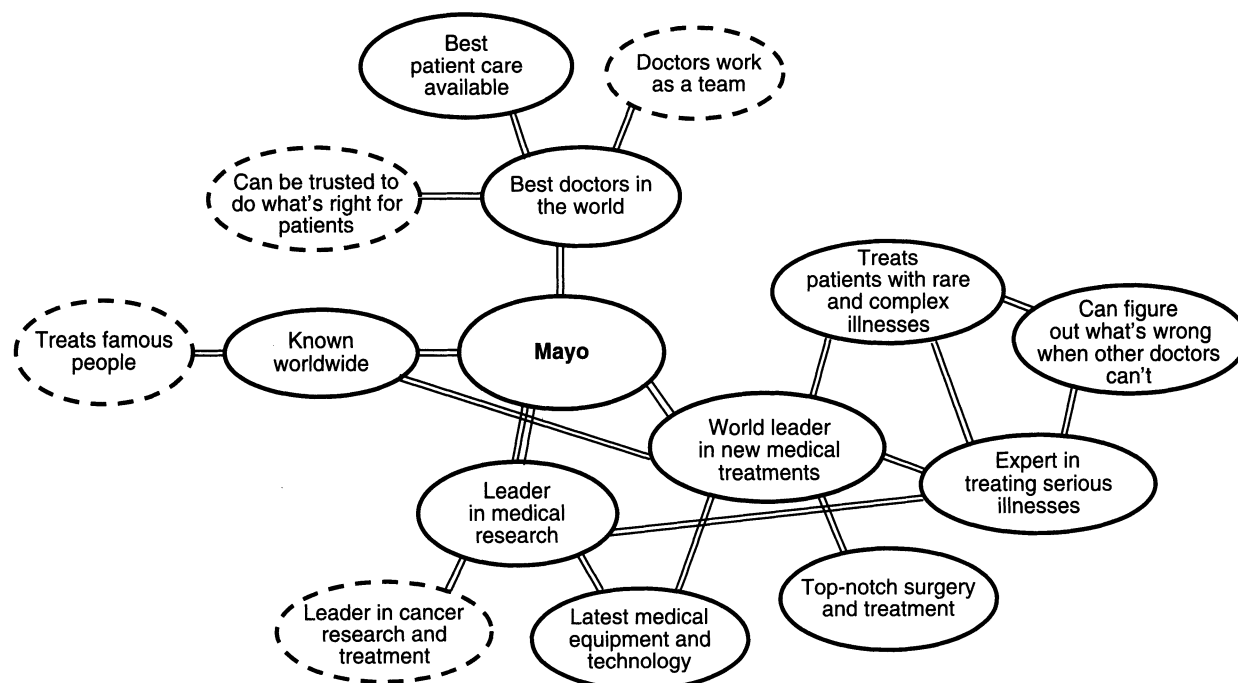 Best
patient care
available
Doctors work
as a team
Can be trusted to
do what's right for
patients
Best doctors in
the world
Treats
patients with rare
and complex
illnesses
Can figure
out what's wrong
when other doctors
can't
Treats famous
people
Known
worldwide
Mayo
World leader
in new medical
treatments
Expert in
treating serious
illnesses
Leader
in medical
research
Top-notch surgery
and treatment
Leader in cancer
research and
treatment
Latest medical
equipment and
technology